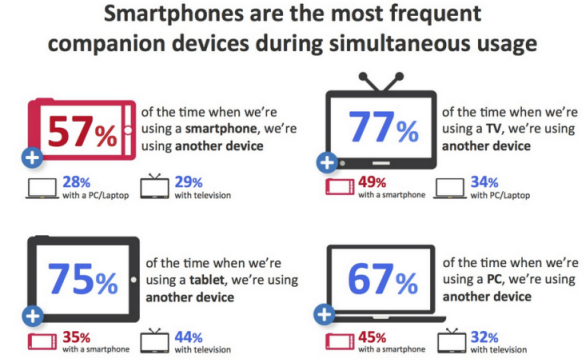 Smartphones are the most frequent
companion devices during simultaneous usage
57%
of the time when we're
using a smartphone, we're
using another device
+
28%
with a PC/Laptop
29%
with television
77%
of the time when we're
using a TV, we're using
another device
+
49%
with a smartphone
34%
with PC/Laptop
75%
of the time when we're
using a tablet, we're using
another device
+
35%
with a smartphone
44%
with television
67%
of the time when we're
using a PC, we're using
another device
+
45%
with a smartphone
32%
with television